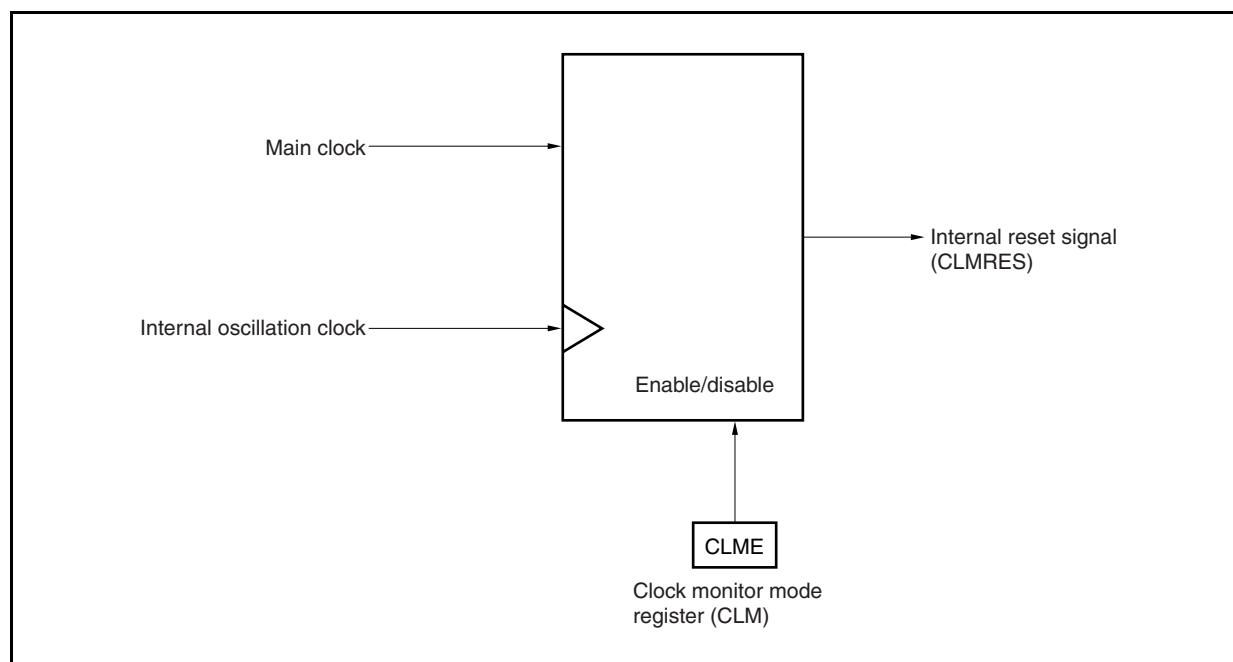 Main clock
Internal reset signal
(CLMRES)
Internal oscillation clock
Enable/disable
CLME
Clock monitor mode
register (CLM)